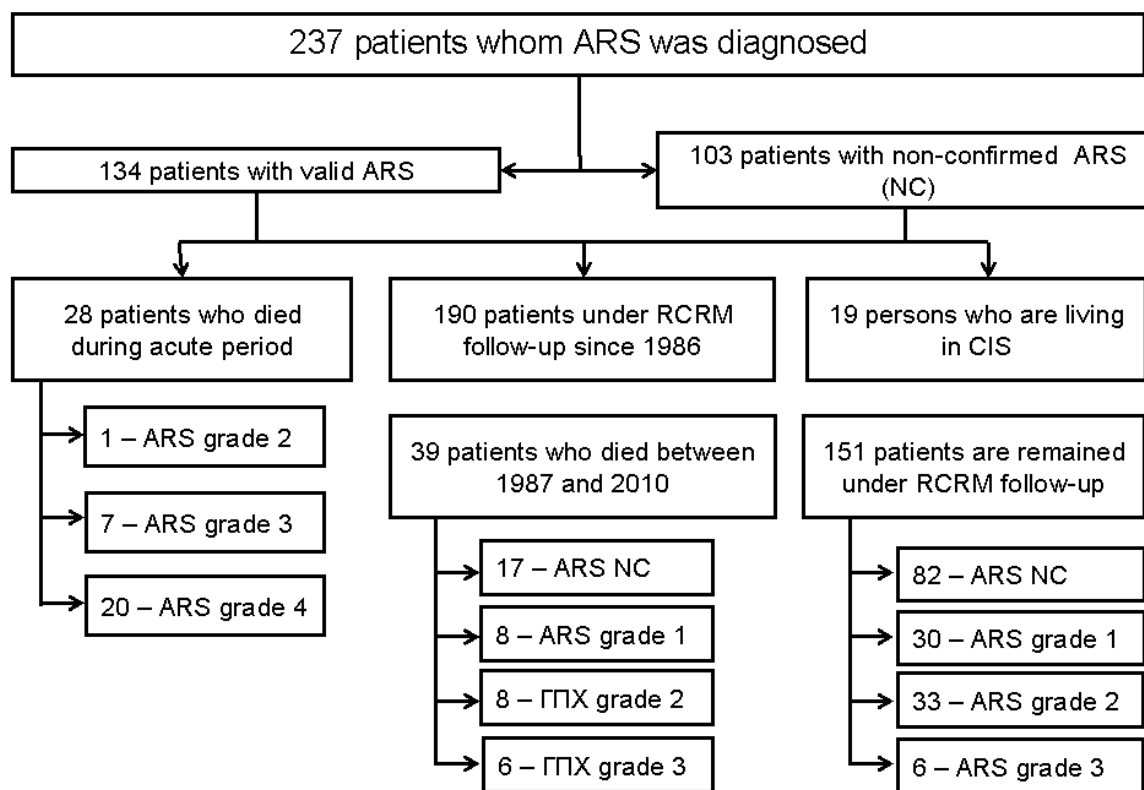 237 patients whom ARS was diagnosed
134 patients with valid ARS
103 patients with non-confirmed ARS
(NC)
28 patients who died
during acute period
190 patients under RCRM
follow-up since 1986
19 persons who are living
in CIS
1 – ARS grade 2
7 – ARS grade 3
20 – ARS grade 4
39 patients who died between
1987 and 2010
17 – ARS NC
8 – ARS grade 1
8 – ГПХ grade 2
6 – ГПХ grade 3
151 patients are remained
under RCRM follow-up
82 – ARS NC
30 – ARS grade 1
33 – ARS grade 2
6 – ARS grade 3